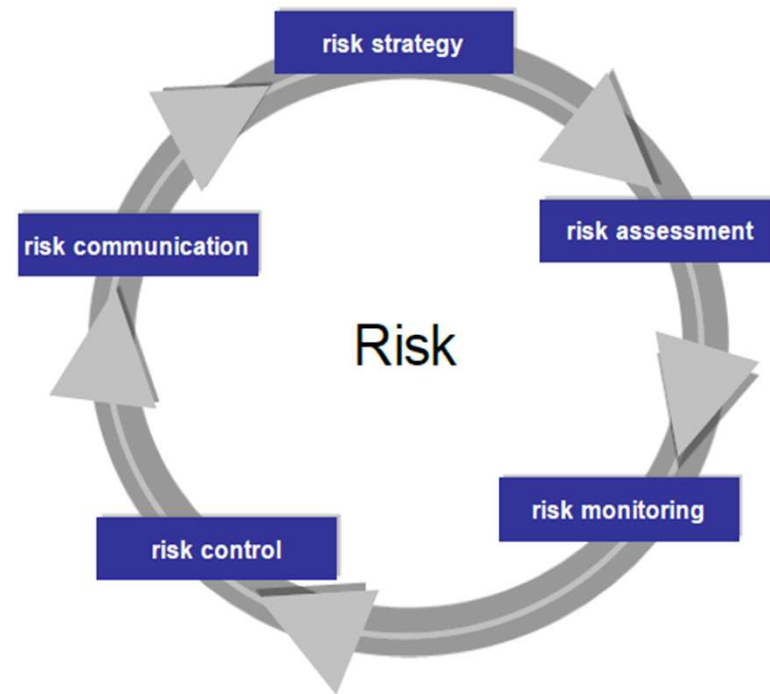 risk strategy
risk assessment
risk monitoring
risk control
risk communication
Risk